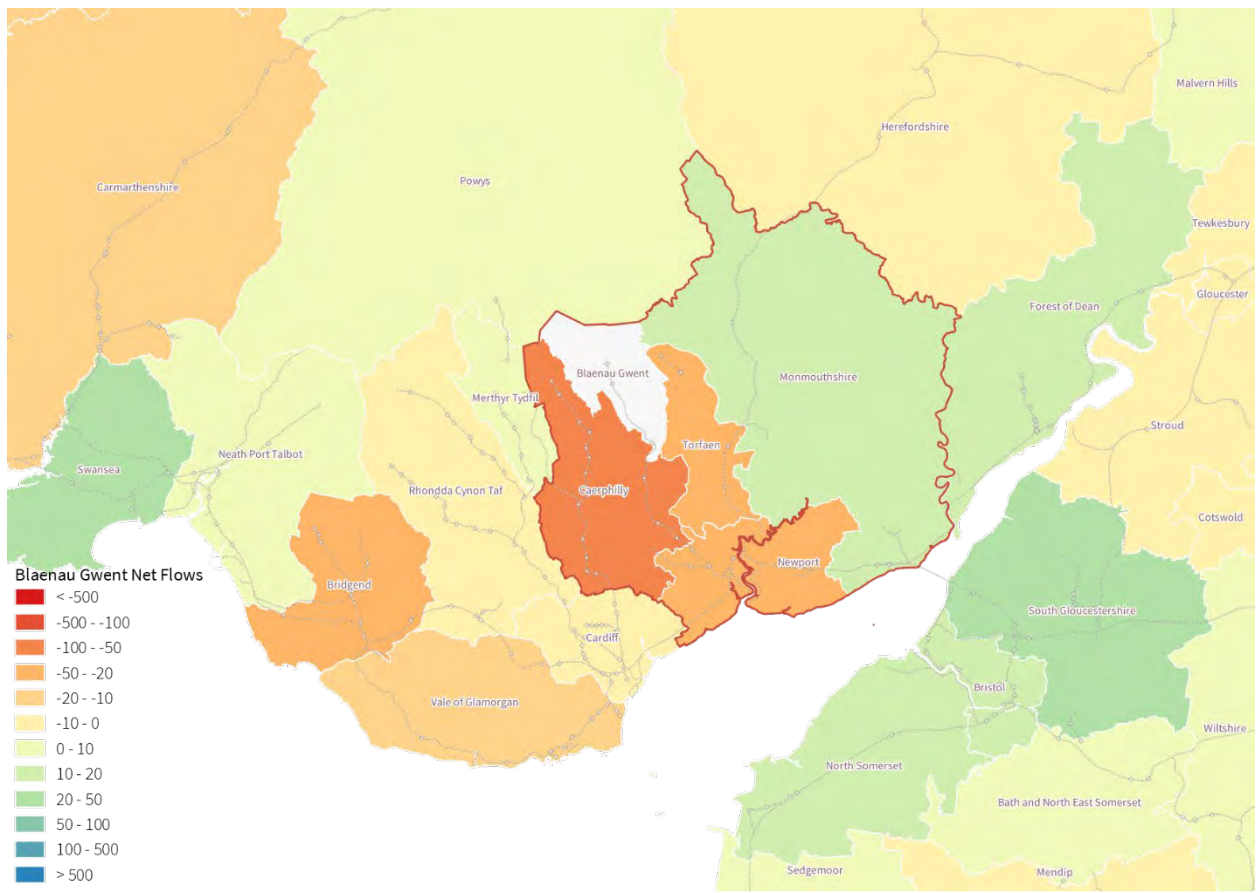 Malvern Hills
Herefordshire
Carmarthenshire
Powys
Tewkesbury
Gloucester
Forest of Dean
Blaenau Gwent
Monmouthshire
Merthyr Tydfil
Stroud
Torfaen
Neath Port Talbot
Swansea
Rhondda Cynon Taf
Caerphilly
Cotswold
Newport
Bridgend
South Gloucestershire
Cardiff
Bristol
Vale of Glamorgan
Wiltshire
North Somerset
Bath and North East Somerset
Sedgemoor
Mendip
Blaenau Gwent Net Flows
< -500
-500 - -100
-100 - -50
-50 - -20
-20 - -10
-10 - 0
0 - 10
10 - 20
20 - 50
50 - 100
100 - 500
> 500